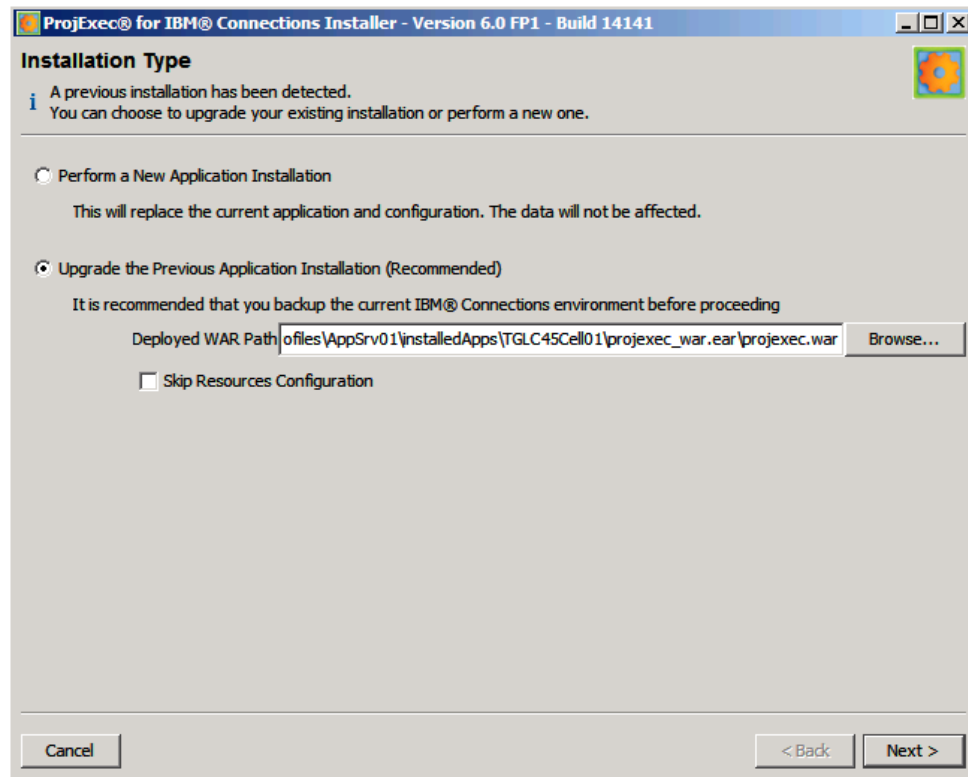 ProjExec® for IBM® Connections Installer - Version 6.0 FP1 - Build 14141
Installation Type
i
A previous installation has been detected.
You can choose to upgrade your existing installation or perform a new one.
Perform a New Application Installation
This will replace the current application and configuration. The data will not be affected.
Upgrade the Previous Application Installation (Recommended)
It is recommended that you backup the current IBM® Connections environment before proceeding
Deployed WAR Path ofiles\AppSrv01\installedApps\TGLC45Cell01\projexec_war.ear\projexec.war Browse...
Skip Resources Configuration
Cancel < Back Next >